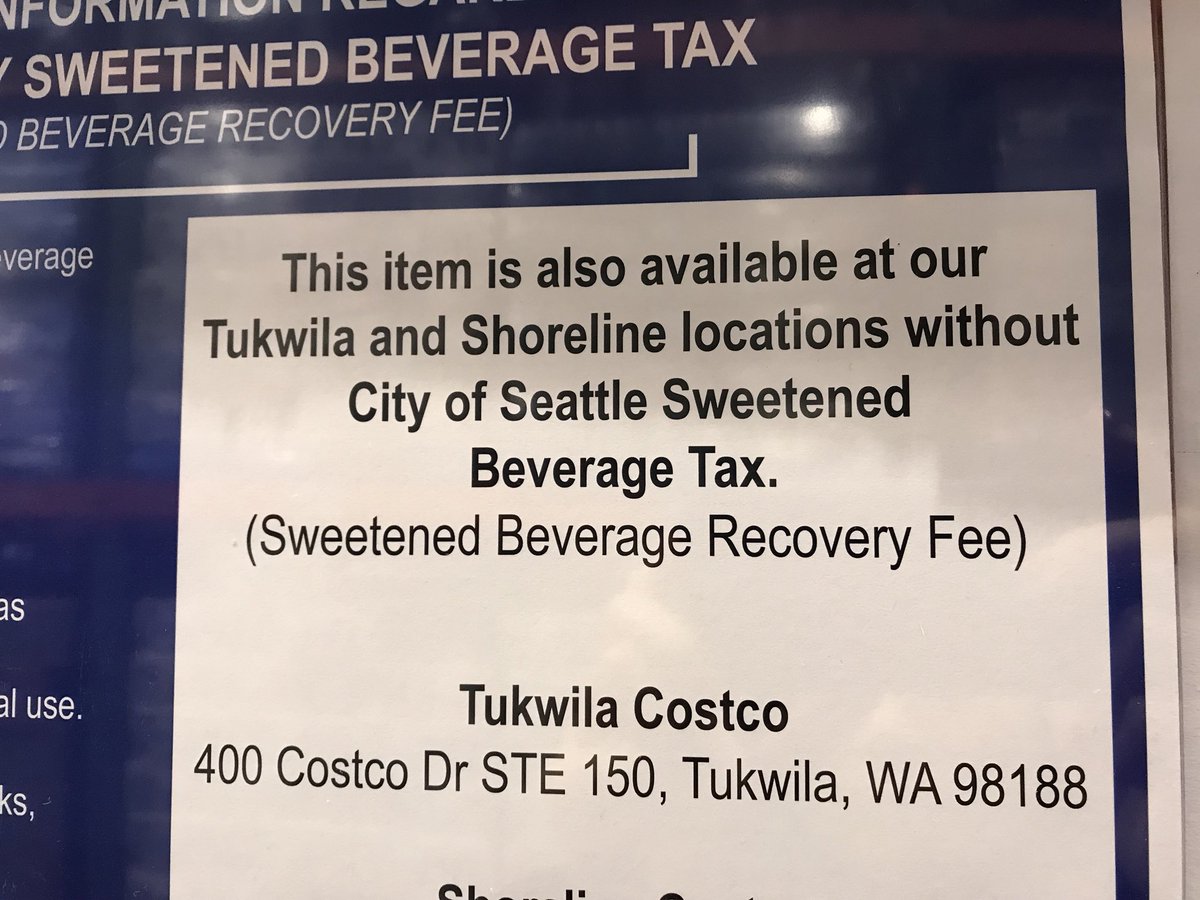 SWEETENED BEVERAGE TAX
BEVERAGE RECOVERY FEE)
This item is also available at our
Tukwila and Shoreline locations without
City of Seattle Sweetened
Beverage Tax.
(Sweetened Beverage Recovery Fee)
Tukwila Costco
400 Costco Dr STE 150, Tukwila, WA 98188
as
al use.
ks,